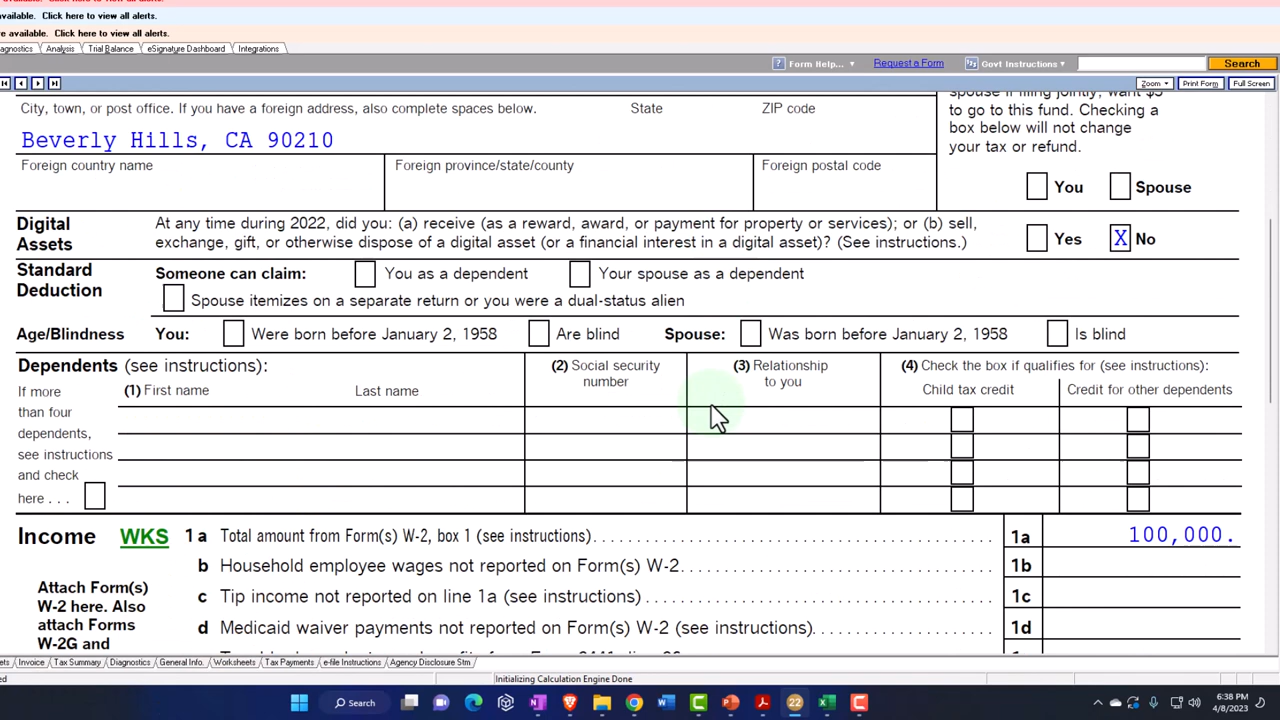 available. Click here to view all alerts.
available. Click here to view all alerts.
e available. Click here to view all alerts.
iagnostics Analysis Trial Balance eSignature Dashboard Integrations
? Form Help... Request a Form Govt Instructions Search
Zoom Print Form Full Screen
City, town, or post office. If you have a foreign address, also complete spaces below. State ZIP code
Beverly Hills, CA 90210
Foreign country name Foreign province/state/county Foreign postal code
spouse if filing jointly, want $3
to go to this fund. Checking a
box below will not change
your tax or refund.
You Spouse
Digital Assets
At any time during 2022, did you: (a) receive (as a reward, award, or payment for property or services); or (b) sell,
exchange, gift, or otherwise dispose of a digital asset (or a financial interest in a digital asset)? (See instructions.)
Yes X No
Standard Deduction
Someone can claim: You as a dependent Your spouse as a dependent
Spouse itemizes on a separate return or you were a dual-status alien
Age/Blindness You: Were born before January 2, 1958 Are blind Spouse: Was born before January 2, 1958 Is blind
Dependents (see instructions):
(2) Social security number
(3) Relationship to you
(4) Check the box if qualifies for (see instructions):
(1) First name Last name Child tax credit Credit for other dependents
If more
than four
dependents,
see instructions
and check
here . . .
Income WKS 1 a Total amount from Form(s) W-2, box 1 (see instructions) 1a 100,000.
b Household employee wages not reported on Form(s) W-2 1b
c Tip income not reported on line 1a (see instructions) 1c
d Medicaid waiver payments not reported on Form(s) W-2 (see instructions) 1d
Attach Form(s)
W-2 here. Also
attach Forms
W-2G and
ets Invoice Tax Summary Diagnostics General Info. Worksheets Tax Payments e-file Instructions Agency Disclosure Stm
ed Initializing Calculation Engine Done
Search 22
6:38 PM
4/8/2023